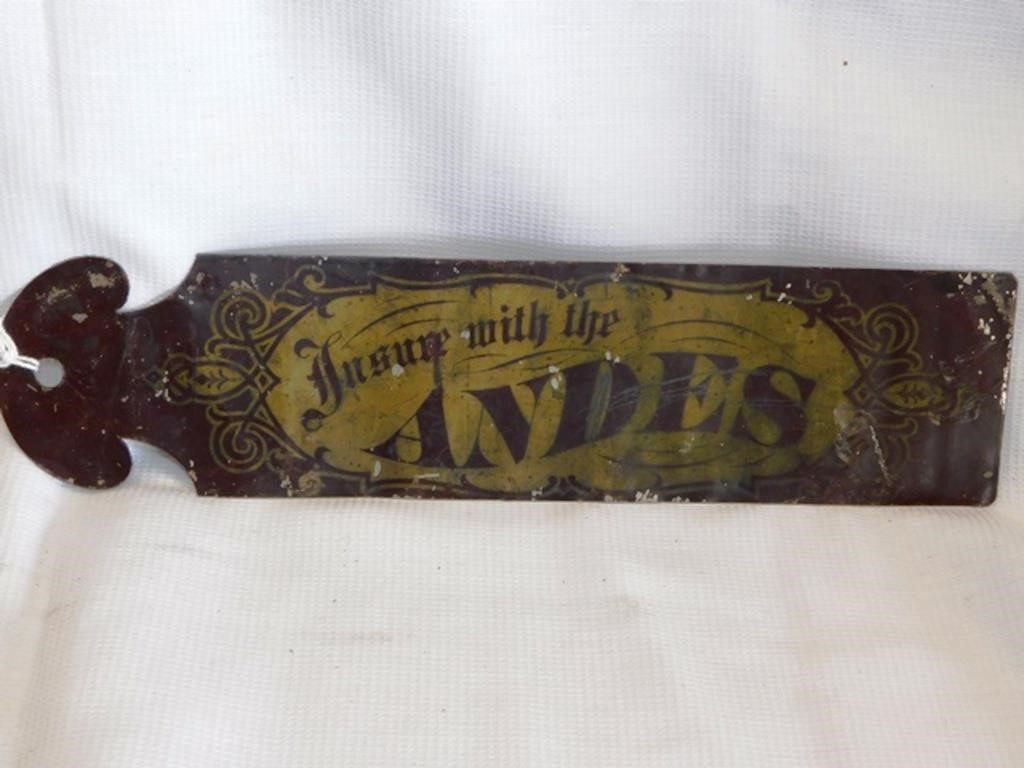 Insure with the
ANDES